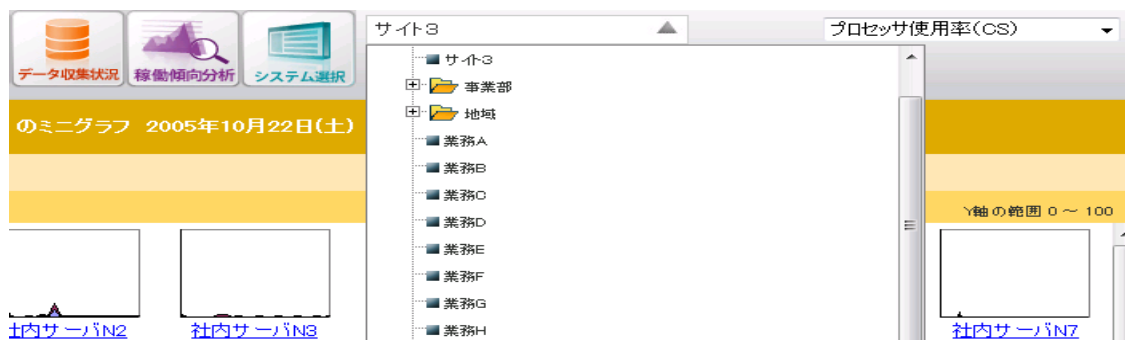 データ収集状況
稼働傾向分析
システム選択
サイト3
プロセッサ使用率(CS)
サイト3
事業部
地域
業務A
業務B
業務C
業務D
業務E
業務F
業務G
業務H
のミニグラフ 2005年10月22日(土)
Y軸の範囲 0 ~ 100
社内サーバN2
社内サーバN3
社内サーバN7